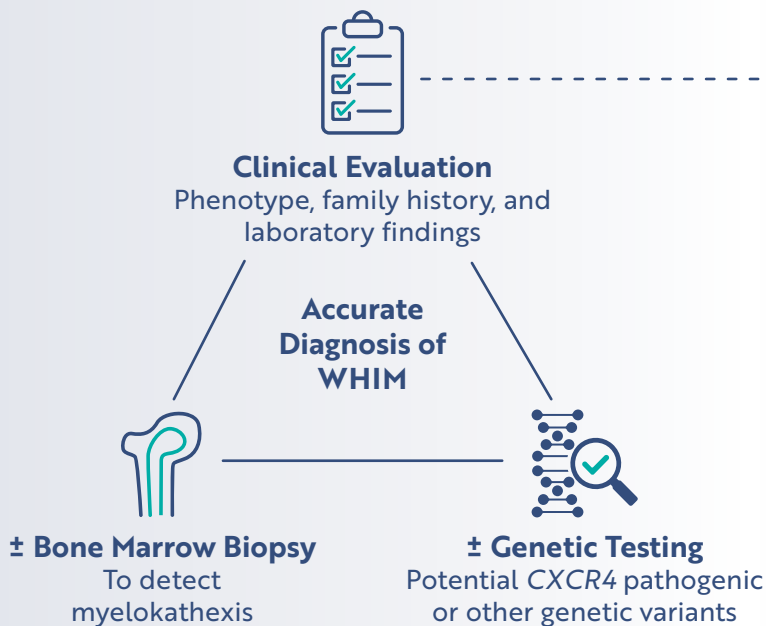 Clinical Evaluation
Phenotype, family history, and
laboratory findings
Accurate
Diagnosis of
WHIM
± Bone Marrow Biopsy
To detect
myelokathexis
± Genetic Testing
Potential CXCR4 pathogenic
or other genetic variants